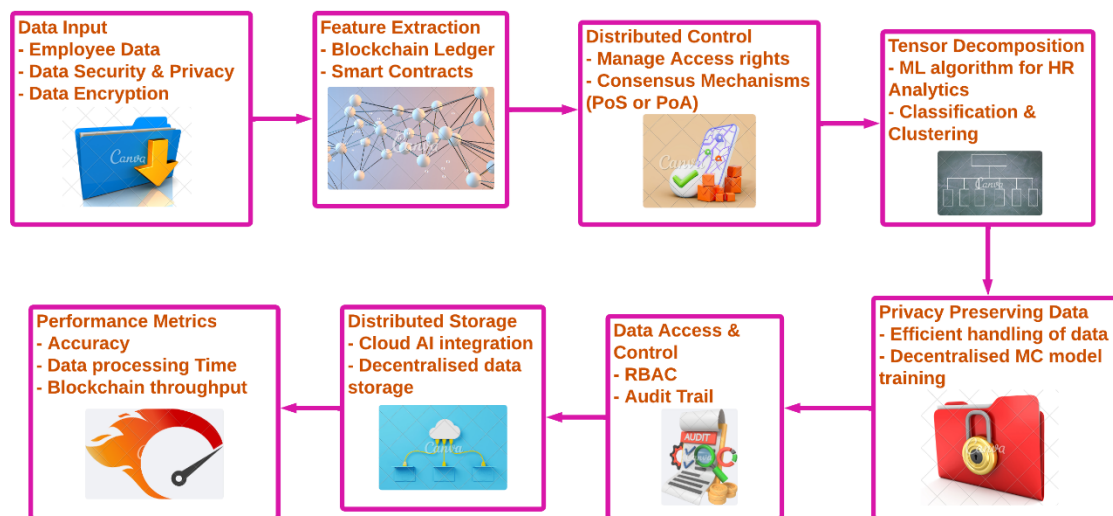 Data Input
- Employee Data
- Data Security & Privacy
- Data Encryption
Canva
Feature Extraction
- Blockchain Ledger
- Smart Contracts
Canva
Distributed Control
- Manage Access rights
- Consensus Mechanisms
(PoS or PoA)
Canva
Tensor Decomposition
- ML algorithm for HR
Analytics
- Classification &
Clustering
Canva
Privacy Preserving Data
- Efficient handling of data
- Decentralised MC model
training
Canva
Data Access &
Control
- RBAC
- Audit Trail
AUDIT
Canva
Distributed Storage
- Cloud AI integration
- Decentralised data
storage
Canva
Performance Metrics
- Accuracy
- Data processing Time
- Blockchain throughput
Canva